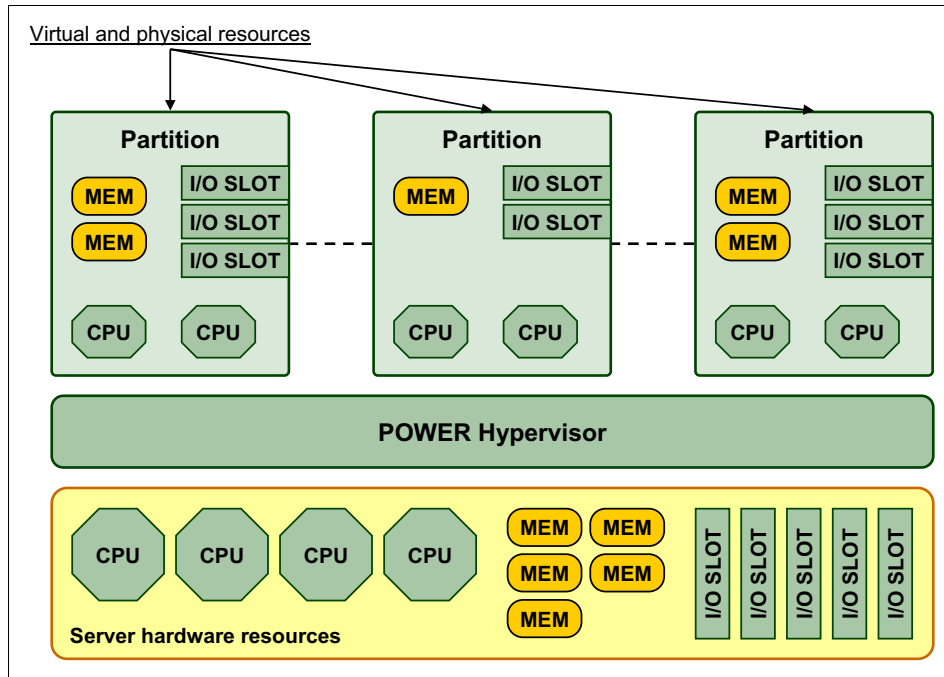 Virtual and physical resources
Partition
MEM
MEM
I/O SLOT
I/O SLOT
I/O SLOT
CPU
CPU
Partition
MEM
I/O SLOT
I/O SLOT
CPU
CPU
Partition
MEM
MEM
I/O SLOT
I/O SLOT
I/O SLOT
CPU
CPU
POWER Hypervisor
CPU
CPU
CPU
CPU
MEM
MEM
MEM
MEM
MEM
I/O SLOT
I/O SLOT
I/O SLOT
I/O SLOT
I/O SLOT
Server hardware resources